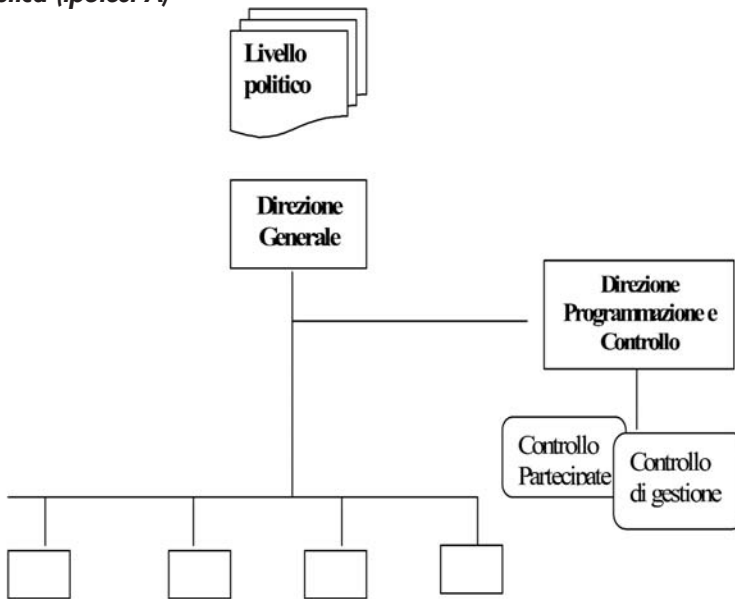 Livello
politico
Direzione
Generale
Direzione
Programmazione e
Controllo
Controllo
Partecipate
Controllo
di gestione